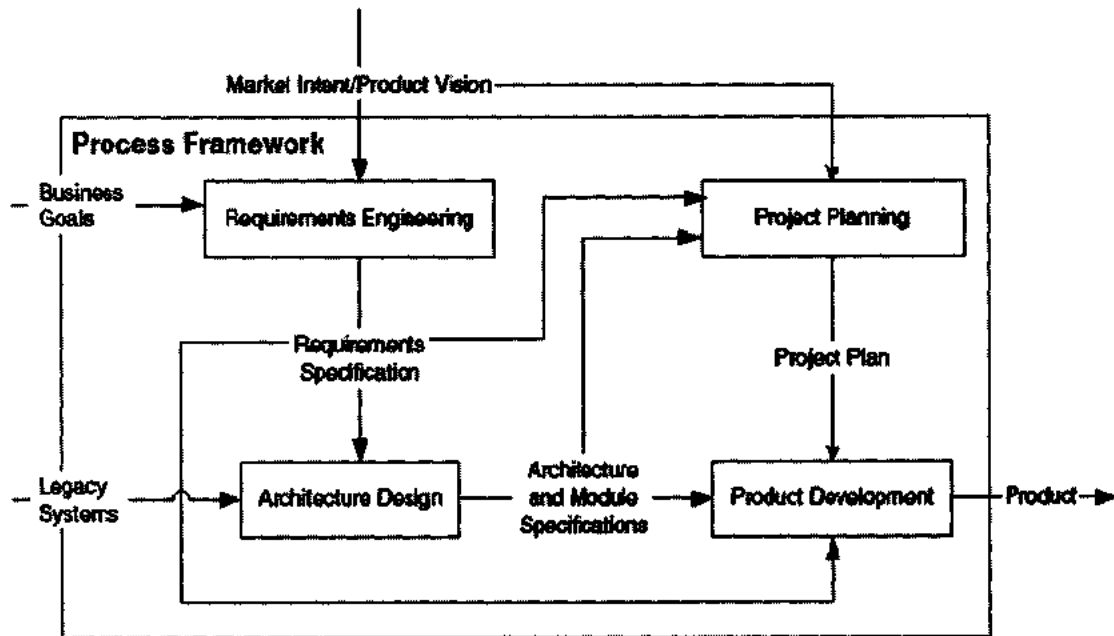 Market Intent/Product Vision
Process Framework
Business
Goals
Requirements Engineering
Project Planning
Requirements
Specification
Project Plan
Legacy
Systems
Architecture Design
Architecture
and Module
Specifications
Product Development
Product